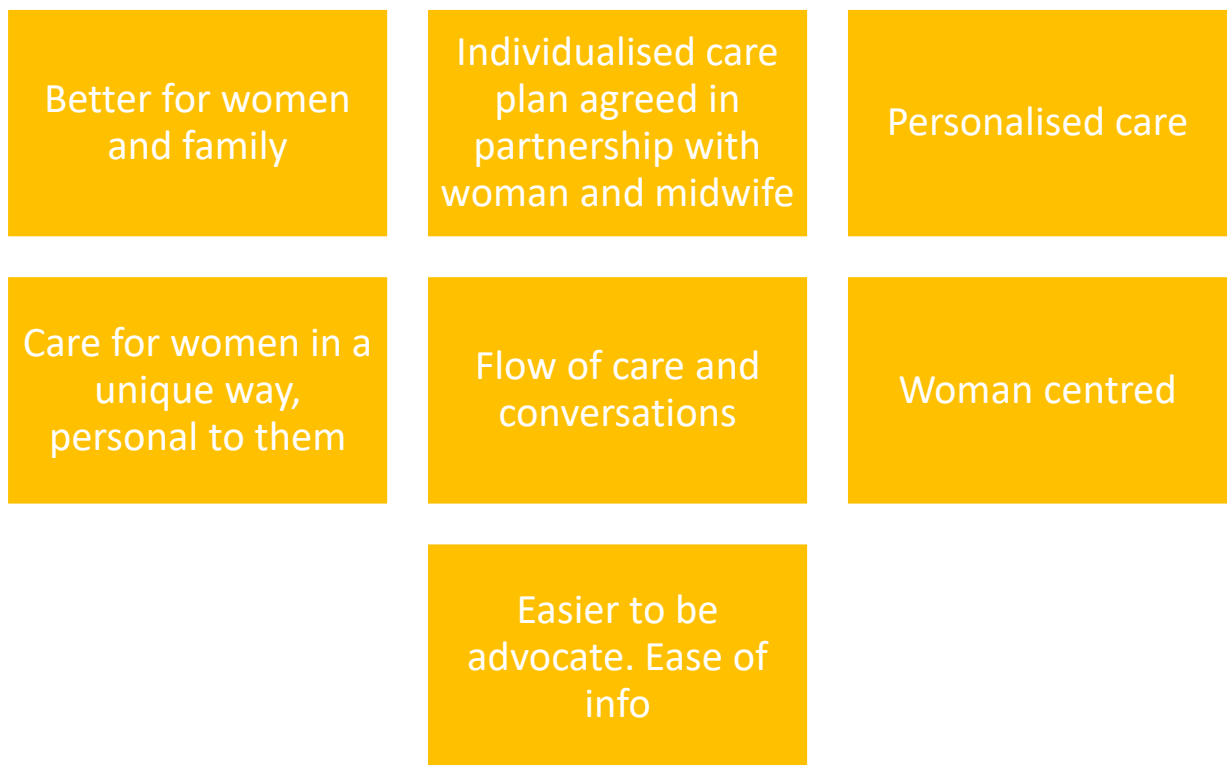 Better for women
and family
Individualised care
plan agreed in
partnership with
woman and midwife
Personalised care
Care for women in a
unique way,
personal to them
Flow of care and
conversations
Woman centred
Easier to be
advocate. Ease of
info